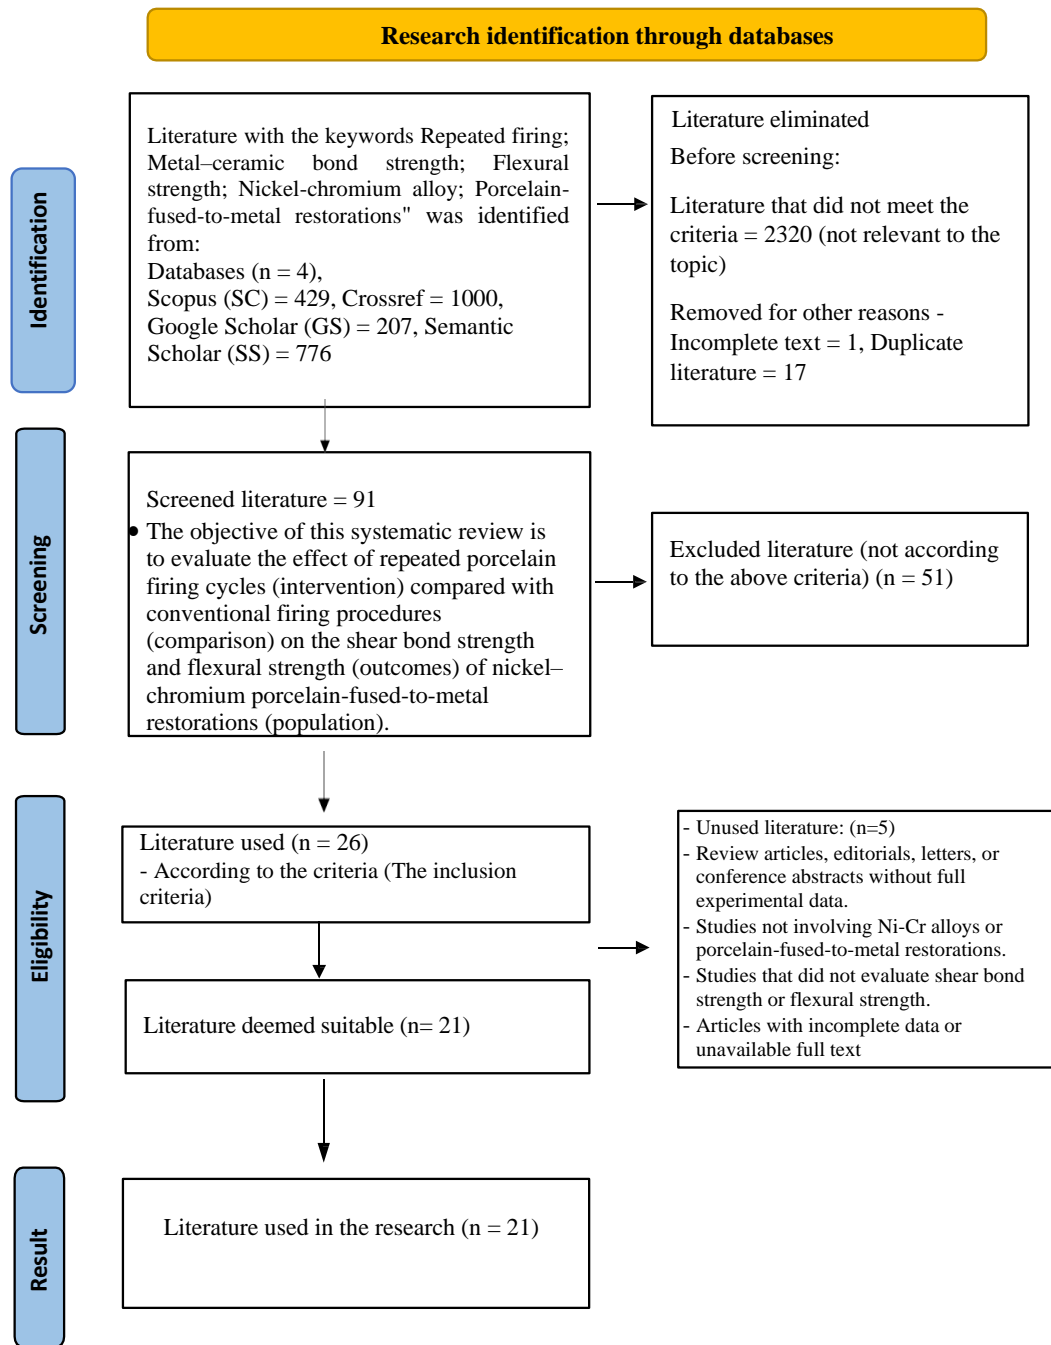 Research identification through databases
Identification
Literature with the keywords Repeated firing;
Metal–ceramic bond strength; Flexural
strength; Nickel-chromium alloy; Porcelain-
fused-to-metal restorations" was identified
from:
Databases (n = 4),
Scopus (SC) = 429, Crossref = 1000,
Google Scholar (GS) = 207, Semantic
Scholar (SS) = 776
Literature eliminated
Before screening:
Literature that did not meet the
criteria = 2320 (not relevant to the
topic)
Removed for other reasons -
Incomplete text = 1, Duplicate
literature = 17
Screening
Screened literature = 91
• The objective of this systematic review is
to evaluate the effect of repeated porcelain
firing cycles (intervention) compared with
conventional firing procedures
(comparison) on the shear bond strength
and flexural strength (outcomes) of nickel–
chromium porcelain-fused-to-metal
restorations (population).
Excluded literature (not according
to the above criteria) (n = 51)
Eligibility
Literature used (n = 26)
- According to the criteria (The inclusion
criteria)
Literature deemed suitable (n= 21)
- Unused literature: (n=5)
- Review articles, editorials, letters, or
conference abstracts without full
experimental data.
- Studies not involving Ni-Cr alloys or
porcelain-fused-to-metal restorations.
- Studies that did not evaluate shear bond
strength or flexural strength.
- Articles with incomplete data or
unavailable full text
Result
Literature used in the research (n = 21)